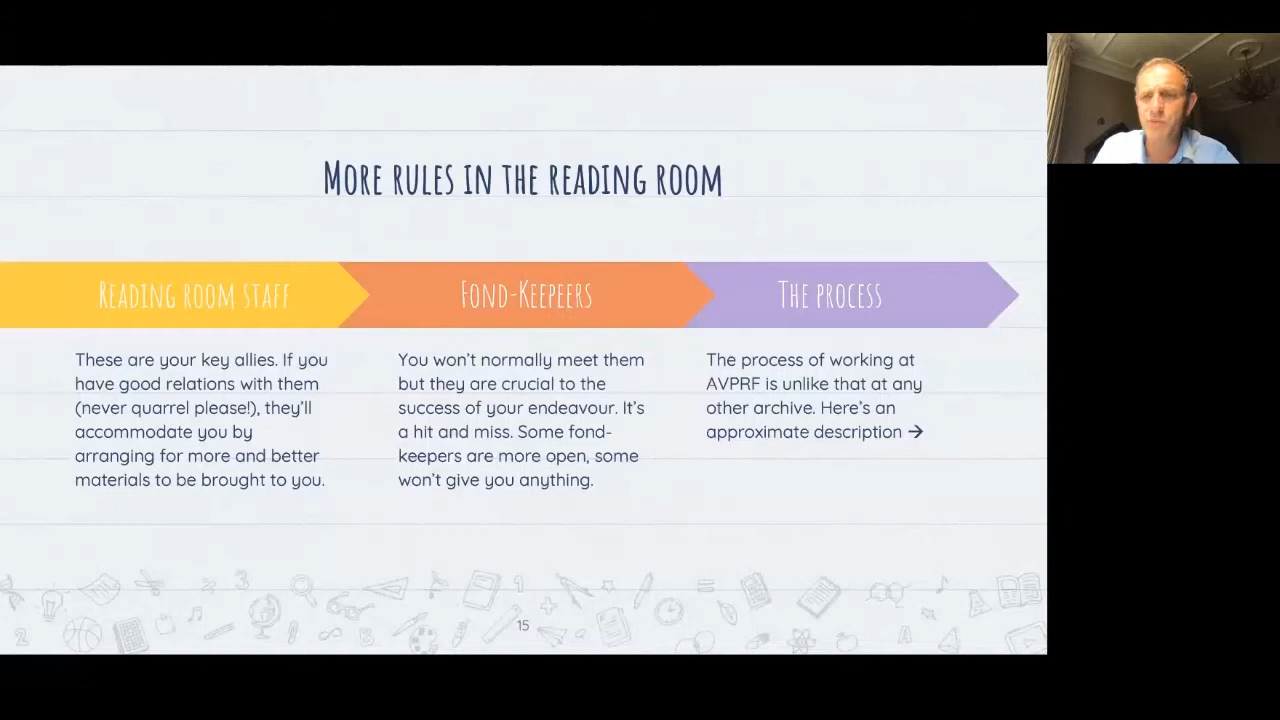 More rules in the reading room
Reading room staff
Fond-Keepeers
The process
These are your key allies. If you
have good relations with them
(never quarrel please!), they’ll
accommodate you by
arranging for more and better
materials to be brought to you.
You won’t normally meet them
but they are crucial to the
success of your endeavour. It’s
a hit and miss. Some fond-
keepers are more open, some
won’t give you anything.
The process of working at
AVPRF is unlike that at any
other archive. Here’s an
approximate description →
15